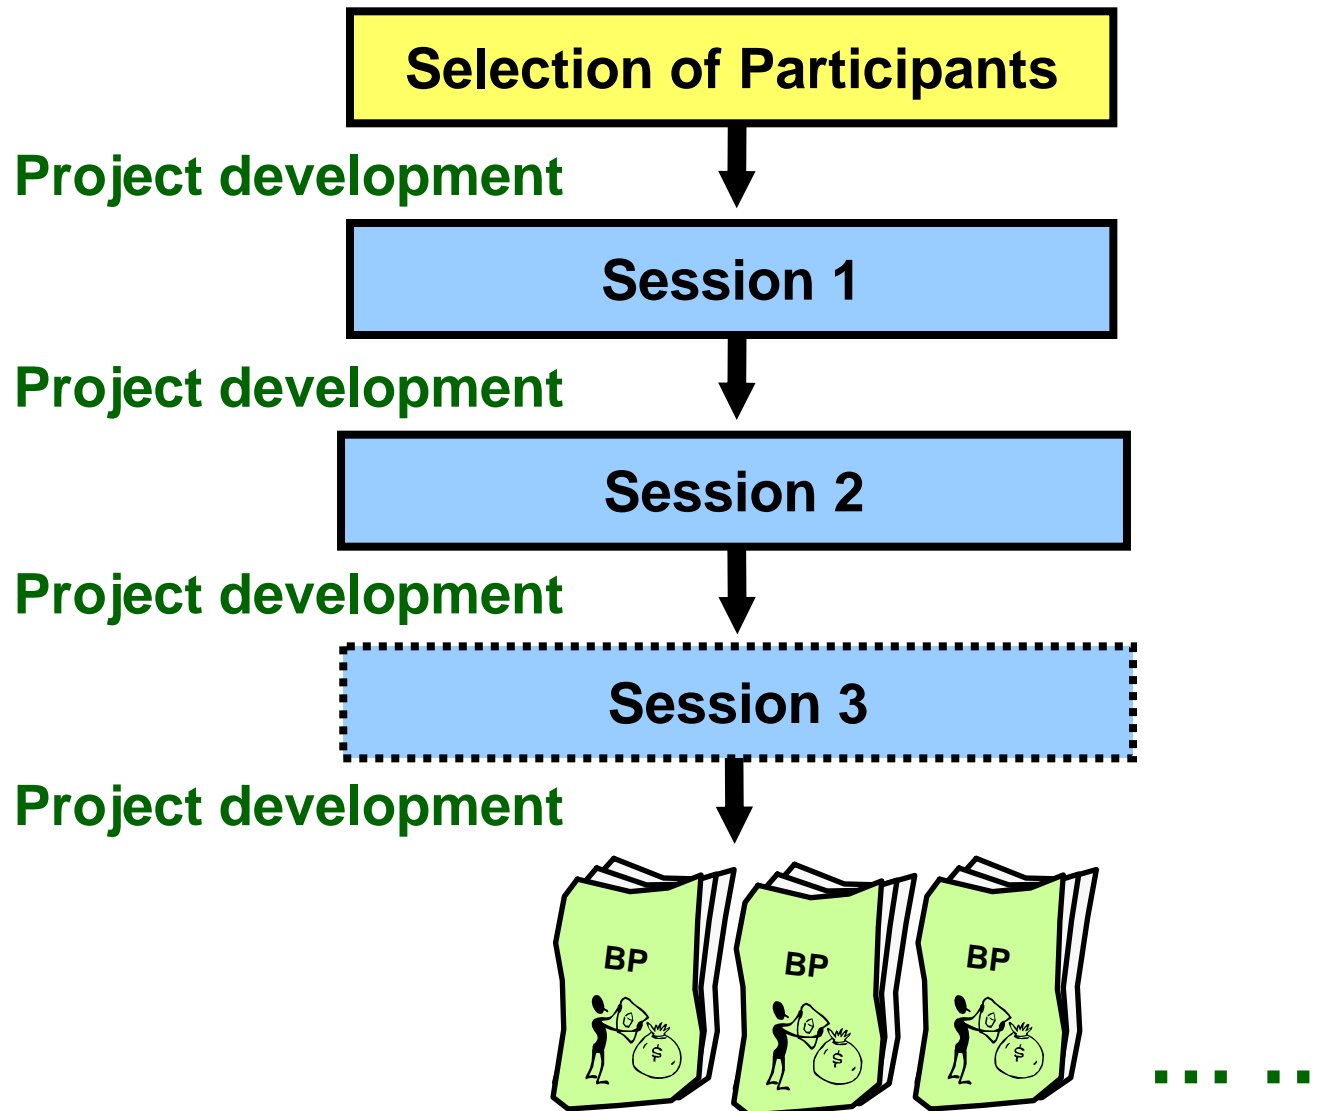 Selection of Participants
Project development
Session 1
Project development
Session 2
Project development
Session 3
Project development
BP
BP
BP
$
$
$
... ..